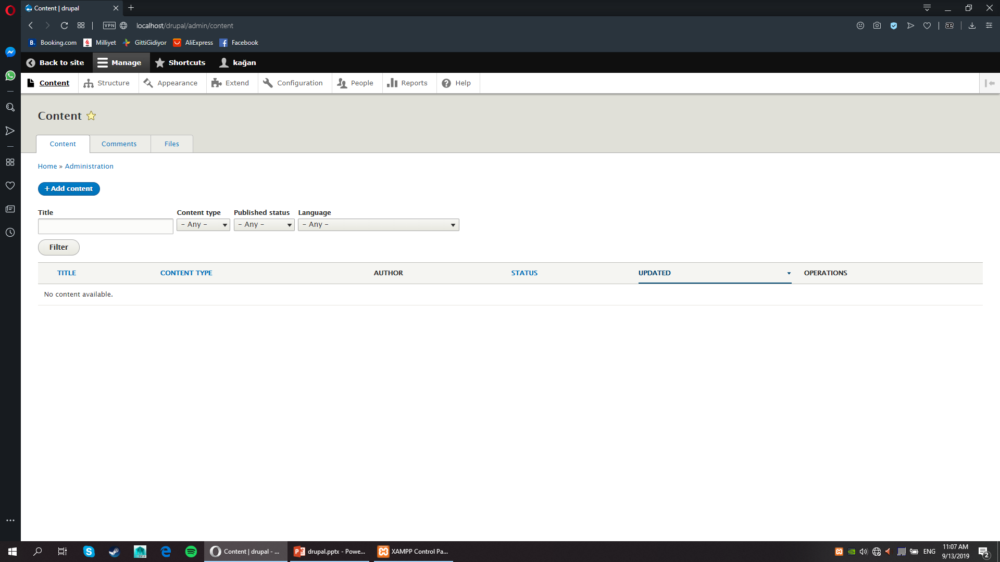 Content | drupal
VPN localhost/drupal/admin/content
B. Booking.com Milliyet GittiGidiyor AliExpress Facebook
Back to site Manage Shortcuts kağan
Content Structure Appearance Extend Configuration People Reports Help
Content
Content Comments Files
Home » Administration
+ Add content
Title Content type Published status Language
- Any - - Any - - Any -
Filter
TITLE CONTENT TYPE AUTHOR STATUS UPDATED OPERATIONS
No content available.
Content | drupal - ... drupal.pptx - Powe... XAMPP Control Pa... ENG 11:07 AM
9/13/2019 2